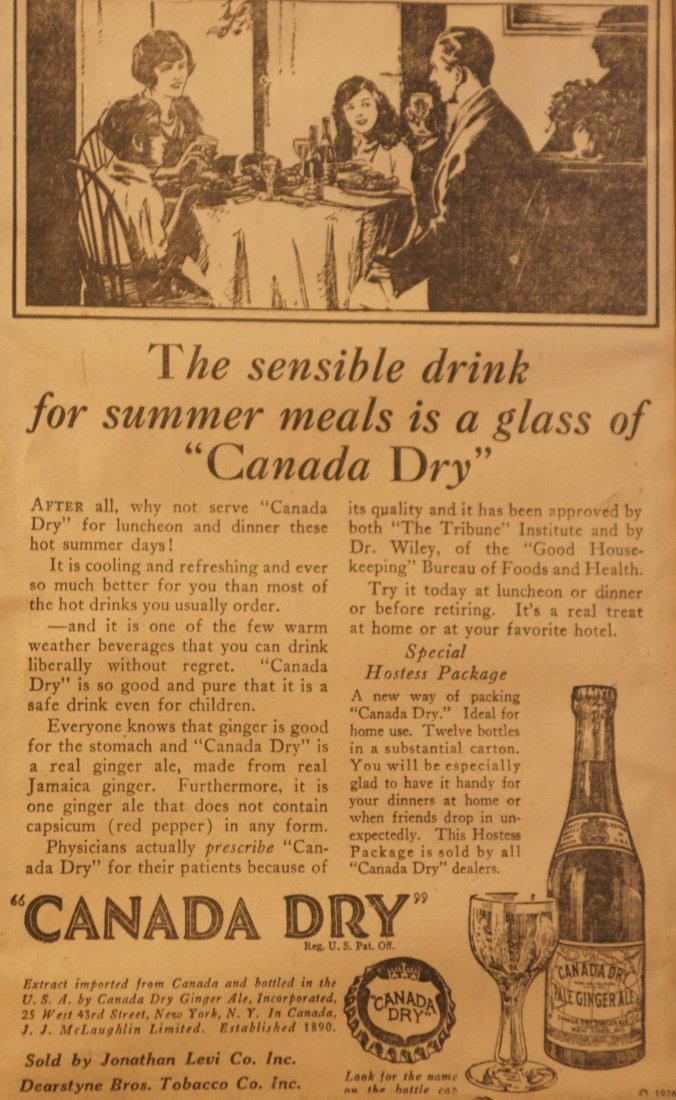 The sensible drink
for summer meals is a glass of
“Canada Dry”
AFTER all, why not serve “Canada
Dry” for luncheon and dinner these
hot summer days!
It is cooling and refreshing and ever
so much better for you than most of
the hot drinks you usually order.
—and it is one of the few warm
weather beverages that you can drink
liberally without regret. “Canada
Dry” is so good and pure that it is a
safe drink even for children.
Everyone knows that ginger is good
for the stomach and “Canada Dry” is
a real ginger ale, made from real
Jamaica ginger. Furthermore, it is
one ginger ale that does not contain
capsicum (red pepper) in any form.
Physicians actually prescribe “Can-
ada Dry” for their patients because of
its quality and it has been approved by
both “The Tribune” Institute and by
Dr. Wiley, of the “Good House-
keeping” Bureau of Foods and Health.
Try it today at luncheon or dinner
or before retiring. It's a real treat
at home or at your favorite hotel.
Special
Hostess Package
A new way of packing
“Canada Dry.” Ideal for
home use. Twelve bottles
in a substantial carton.
You will be especially
glad to have it handy for
your dinners at home or
when friends drop in un-
expectedly. This Hostess
Package is sold by all
“Canada Dry” dealers.
“CANADA DRY”
Reg. U. S. Pat. Off.
Extract imported from Canada and bottled in the
U. S. A. by Canada Dry Ginger Ale, Incorporated,
25 West 43rd Street, New York, N. Y. In Canada,
J. J. McLaughlin Limited. Established 1890.
Sold by Jonathan Levi Co. Inc.
Dearstyne Bros. Tobacco Co. Inc.
“CANADA
DRY”
Look for the name
on the bottle cap
CANADA DRY
PALE GINGER ALE
©